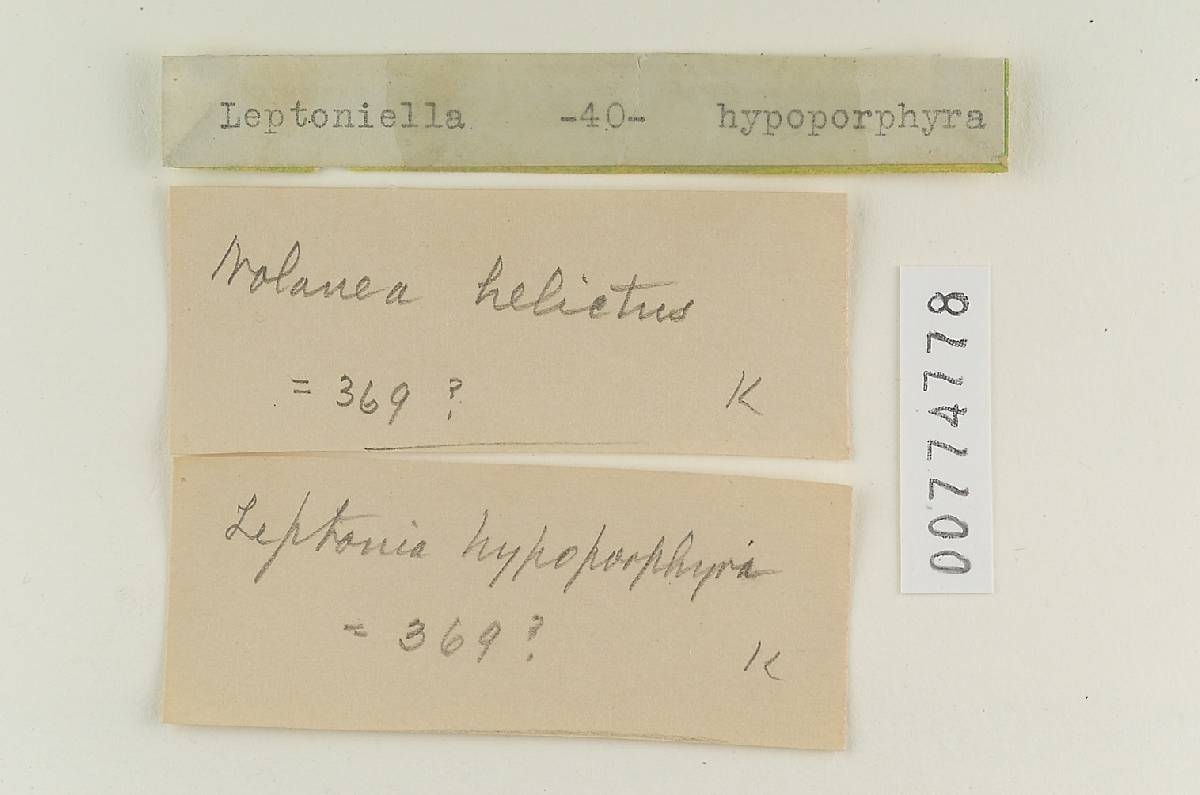 Leptoniella -40- hypoporphyra
Nolanea helictus
= 369 ? K
Leptonia hypoporphyra
= 369 ? K
00774778